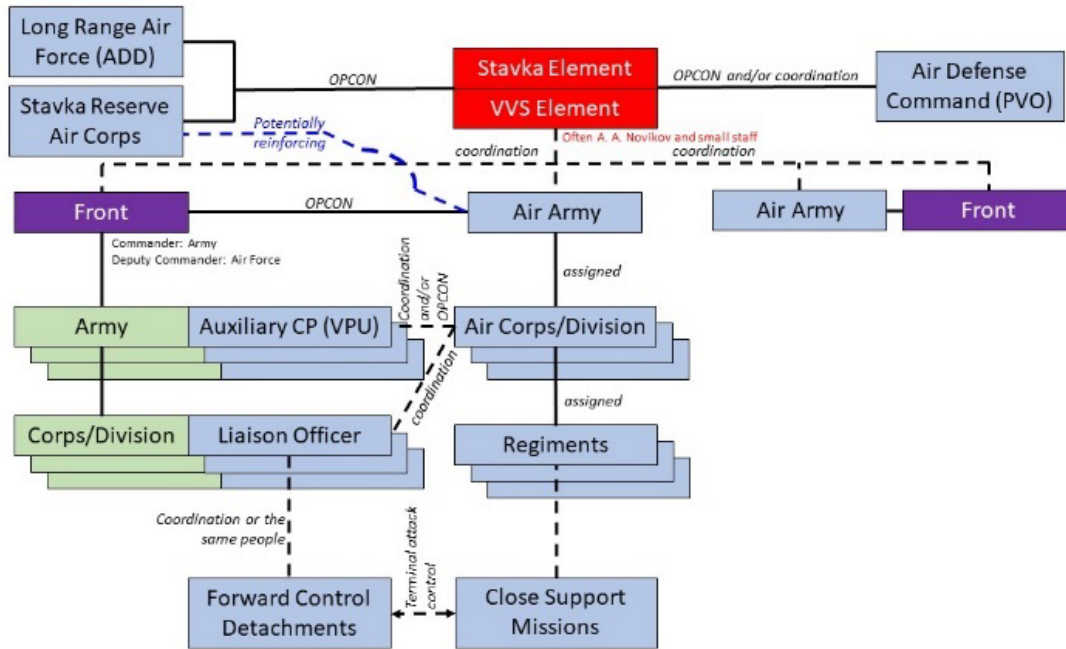 Long Range Air
Force (ADD)
Stavka Reserve
Air Corps
OPCON
Stavka Element
VVS Element
OPCON and/or coordination
Air Defense
Command (PVO)
Often A. A. Novikov and small staff
Potentially
reinforcing
coordination
coordination
Front
OPCON
Air Army
Air Army
Front
Commander: Army
Deputy Commander: Air Force
assigned
Army
Auxiliary CP (VPU)
Coordination
and/or
OPCON
Air Corps/Division
coordination
assigned
Corps/Division
Liaison Officer
Regiments
Coordination or the
same people
Terminal attack
control
Forward Control
Detachments
Close Support
Missions